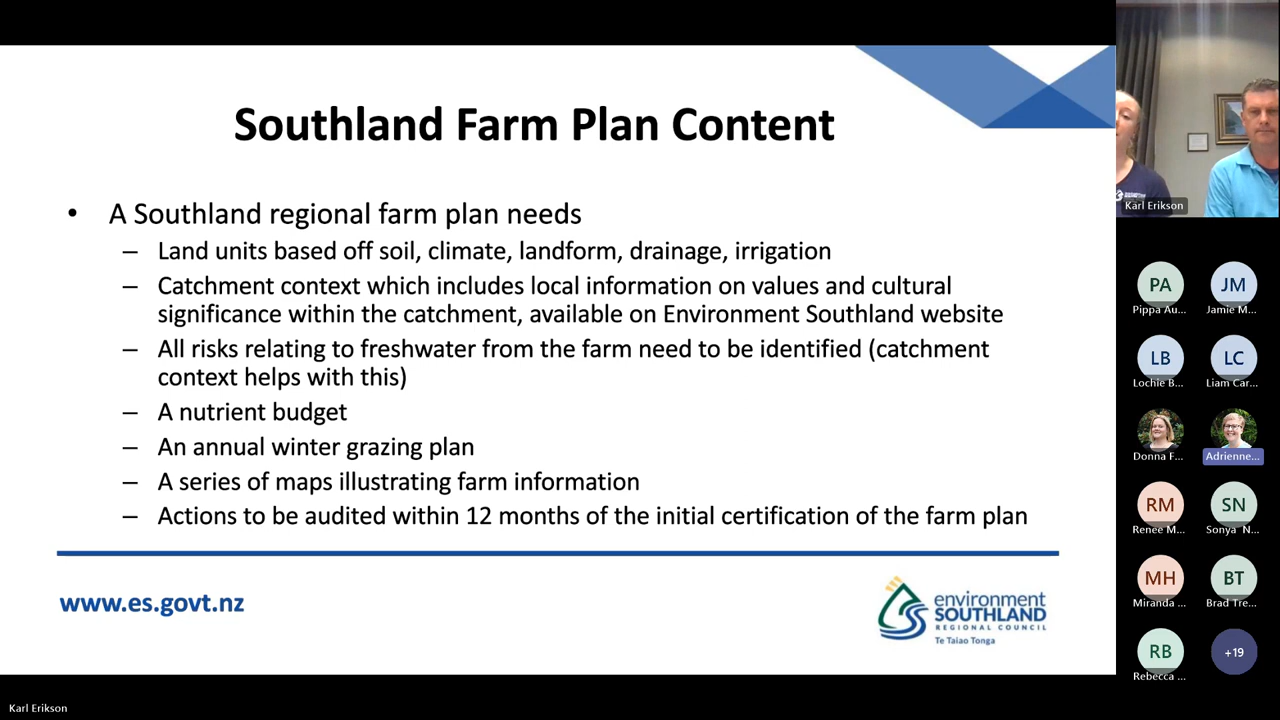 Southland Farm Plan Content
• A Southland regional farm plan needs
– Land units based off soil, climate, landform, drainage, irrigation
– Catchment context which includes local information on values and cultural
significance within the catchment, available on Environment Southland website
– All risks relating to freshwater from the farm need to be identified (catchment
context helps with this)
– A nutrient budget
– An annual winter grazing plan
– A series of maps illustrating farm information
– Actions to be audited within 12 months of the initial certification of the farm plan
www.es.govt.nz
environment
SOUTHLAND
REGIONAL COUNCIL
Te Taiao Tonga
Karl Erikson
Karl Erikson
PA
Pippa Au...
JM
Jamie M...
LB
Lochie B...
LC
Liam Car...
Donna F...
Adrienne...
RM
Renee M...
SN
Sonya N...
MH
Miranda ...
BT
Brad Tre...
RB
Rebecca ...
+19